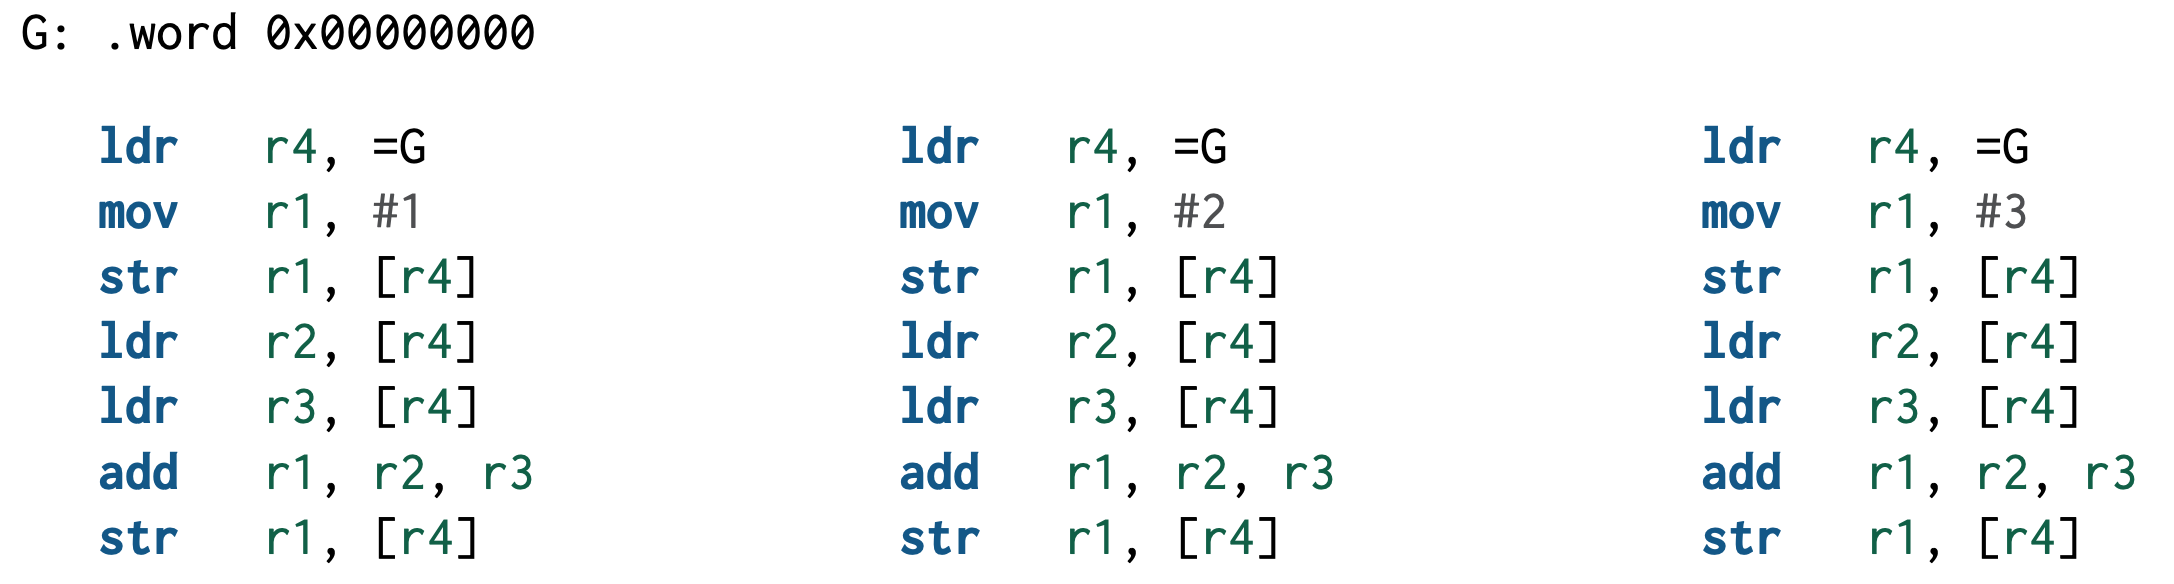 G: .word 0x00000000
ldr r4, =G
mov r1, #1
str r1, [r4]
ldr r2, [r4]
ldr r3, [r4]
add r1, r2, r3
str r1, [r4]
ldr r4, =G
mov r1, #2
str r1, [r4]
ldr r2, [r4]
ldr r3, [r4]
add r1, r2, r3
str r1, [r4]
ldr r4, =G
mov r1, #3
str r1, [r4]
ldr r2, [r4]
ldr r3, [r4]
add r1, r2, r3
str r1, [r4]